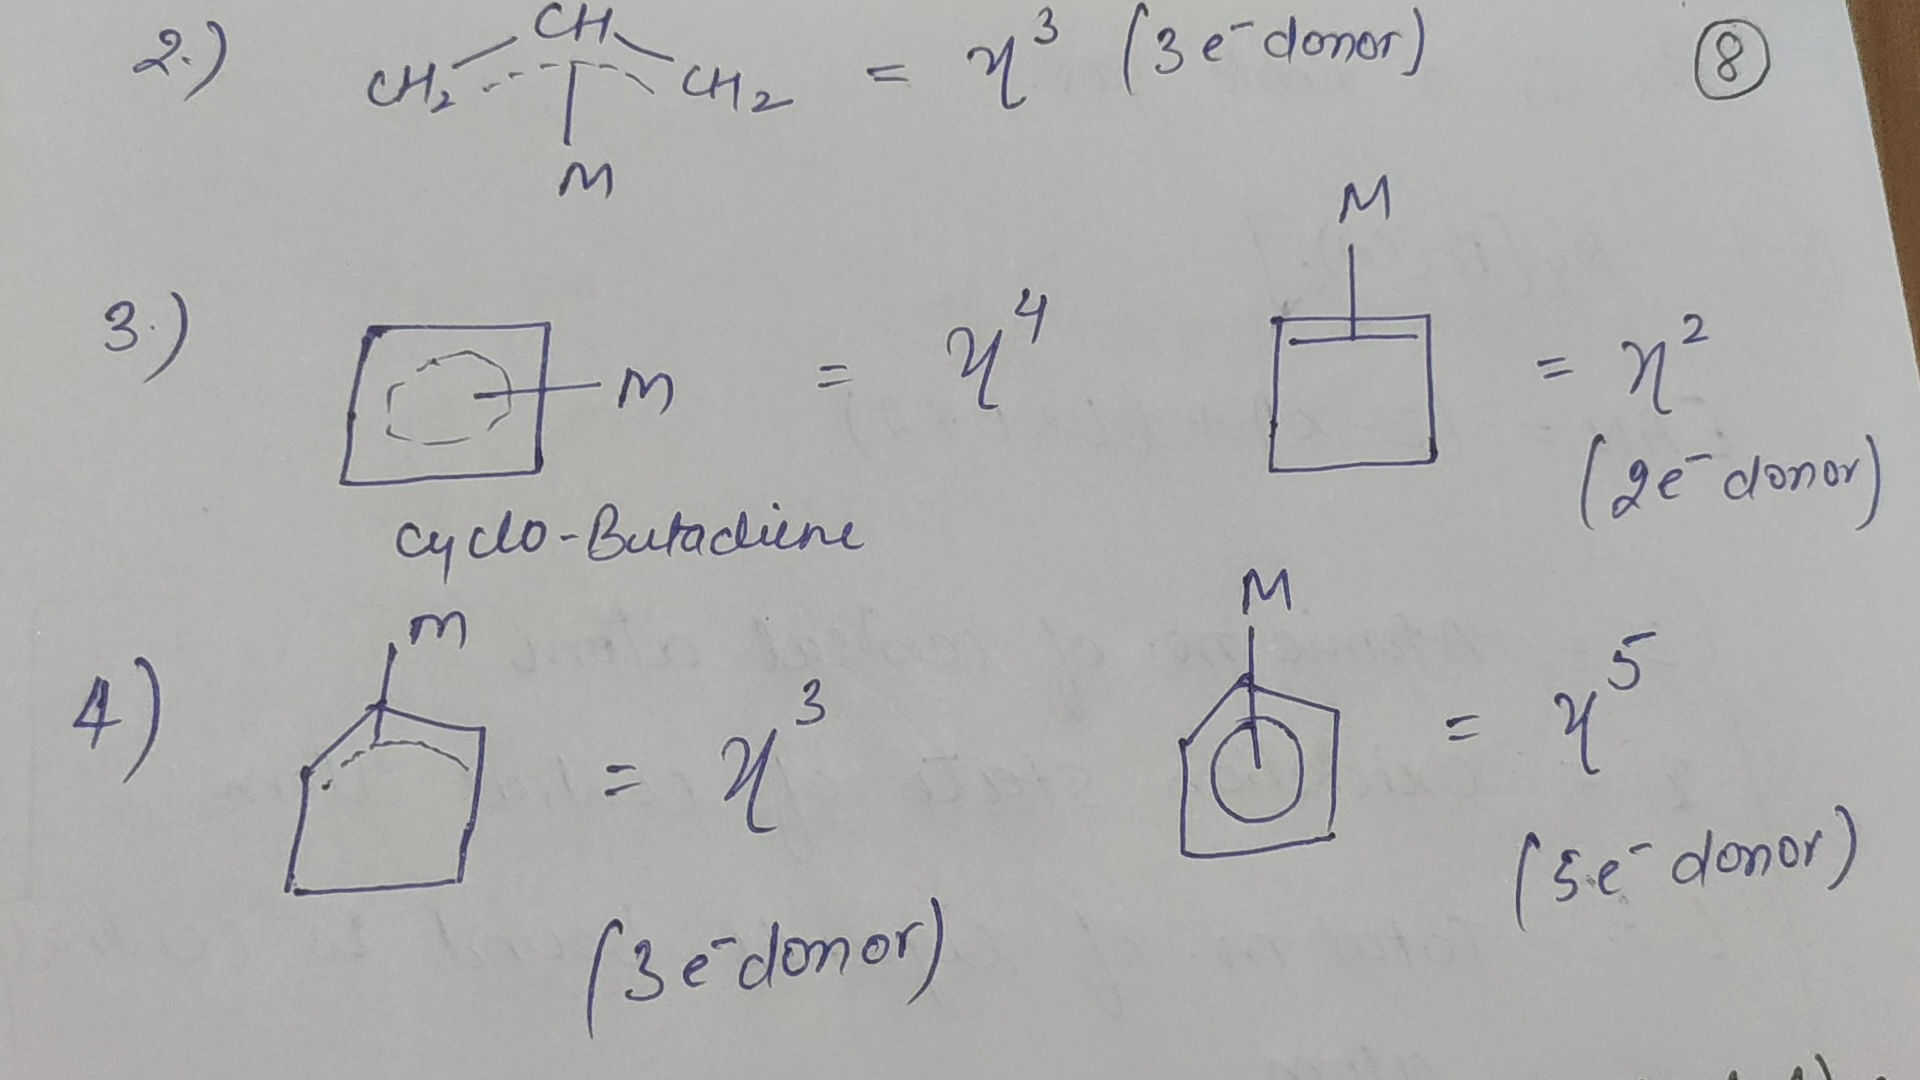 2.) CH
CH₂ CH₂ = η³ (3e⁻ donor) 8
M
M
3.) M = η⁴ = η²
(2e⁻ donor)
cyclo-Butadiene
M M
4) = η³ = η⁵
(5e⁻ donor)
(3e⁻ donor)